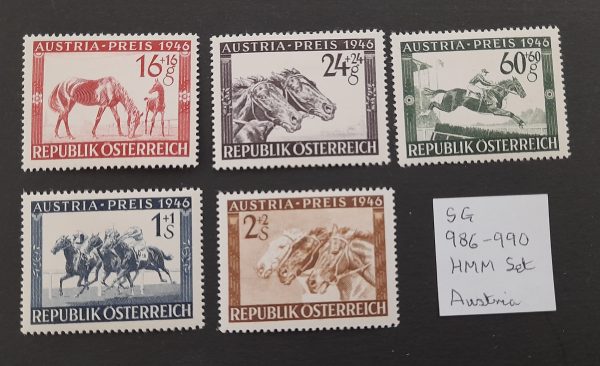 AUSTRIA-PREIS 1946
16+16 g
REPUBLIK ÖSTERREICH
AUSTRIA-PREIS 1946
24+24 g
REPUBLIK ÖSTERREICH
AUSTRIA-PREIS 1946
60+60 g
REPUBLIK ÖSTERREICH
AUSTRIA-PREIS 1946
1+1 S
REPUBLIK ÖSTERREICH
AUSTRIA-PREIS 1946
2+2 S
REPUBLIK ÖSTERREICH
SG
986-990
HMM Set
Austria